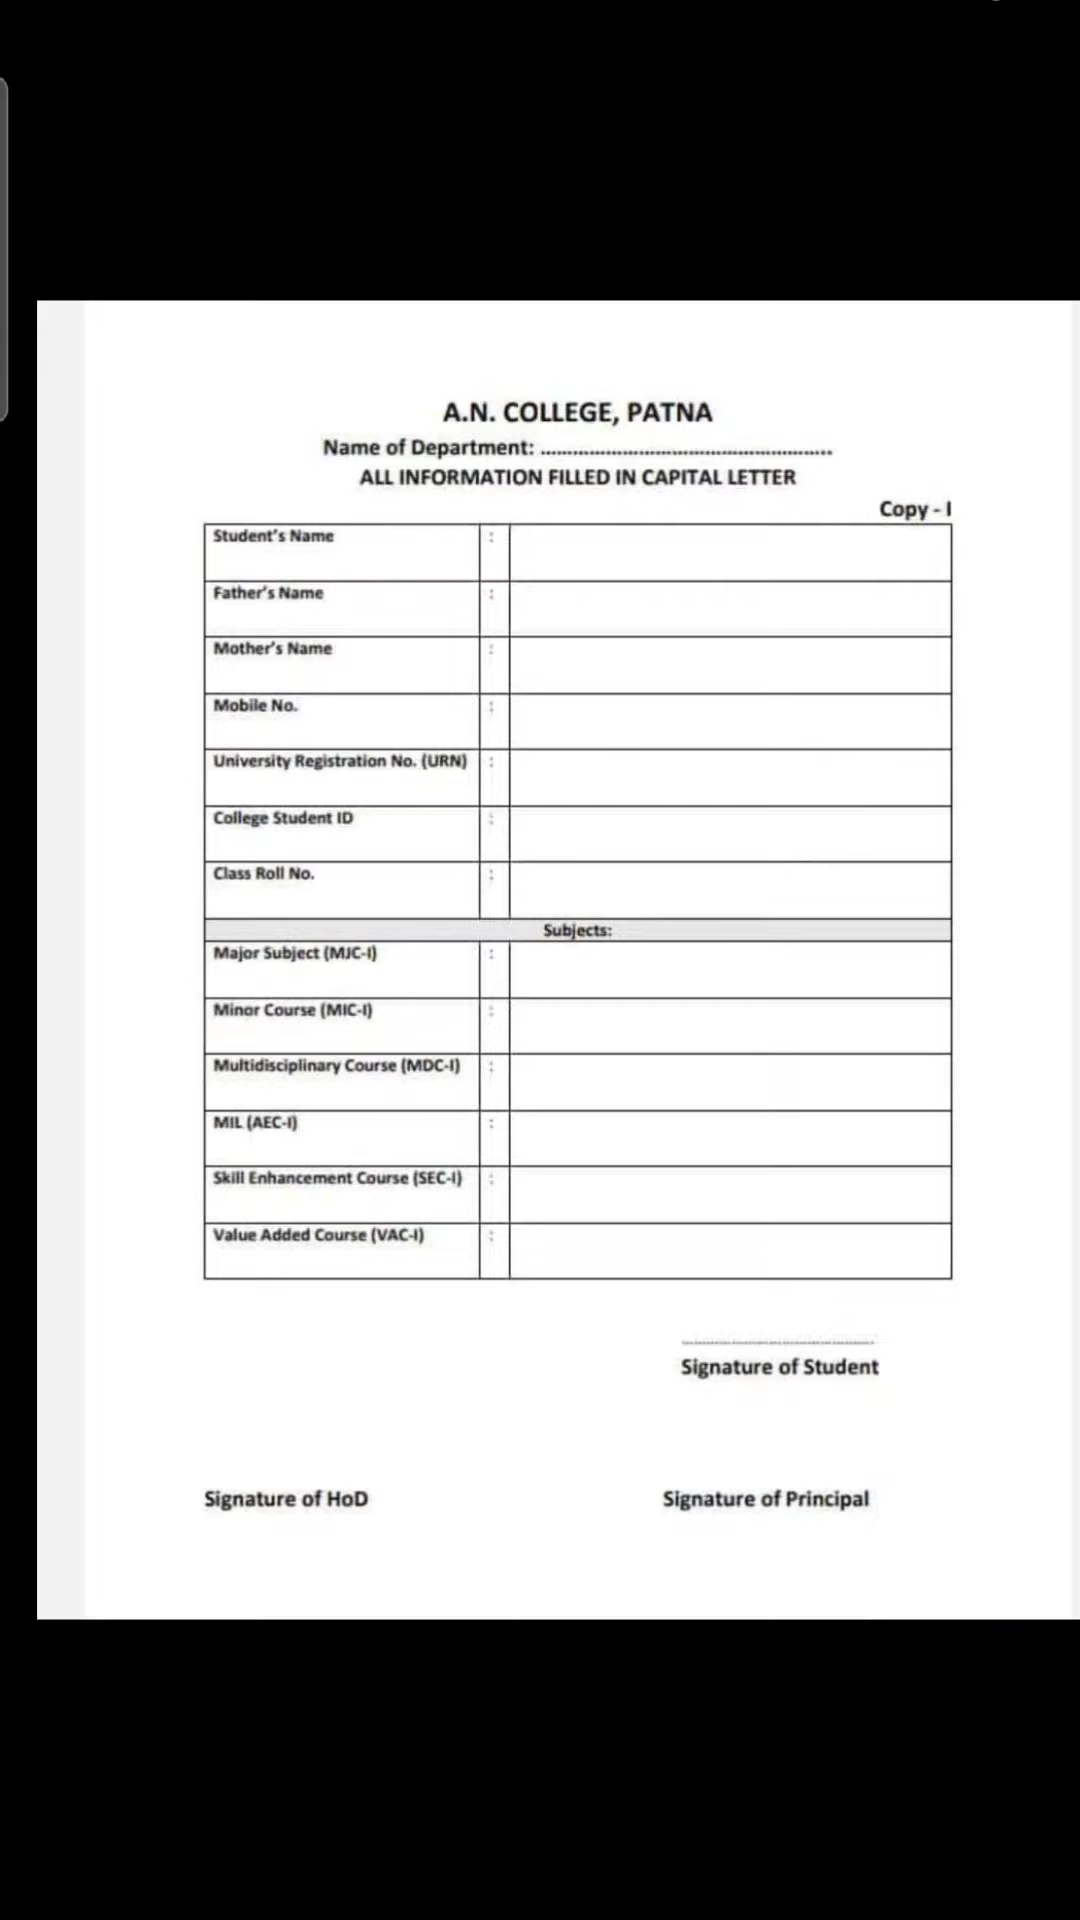 A.N. COLLEGE, PATNA
Name of Department: ........................................................
ALL INFORMATION FILLED IN CAPITAL LETTER
Copy - I
Student's Name :
Father's Name :
Mother's Name :
Mobile No. :
University Registration No. (URN) :
College Student ID :
Class Roll No. :
Subjects:
Major Subject (MJC-I) :
Minor Course (MIC-I) :
Multidisciplinary Course (MDC-I) :
MIL (AEC-I) :
Skill Enhancement Course (SEC-I) :
Value Added Course (VAC-I) :
Signature of Student
Signature of HoD Signature of Principal